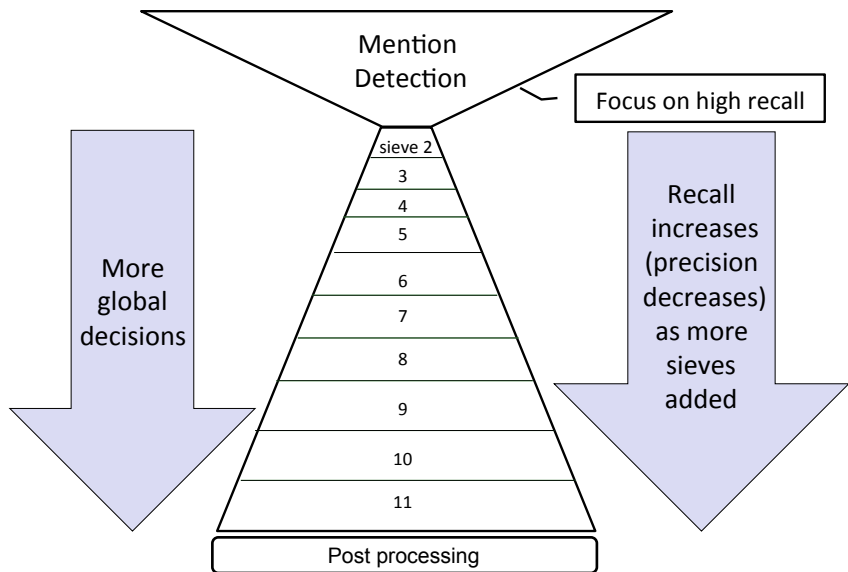 Mention
Detection
Focus on high recall
sieve 2
3
4
5
6
7
8
9
10
11
More
global
decisions
Recall
increases
(precision
decreases)
as more
sieves
added
Post processing